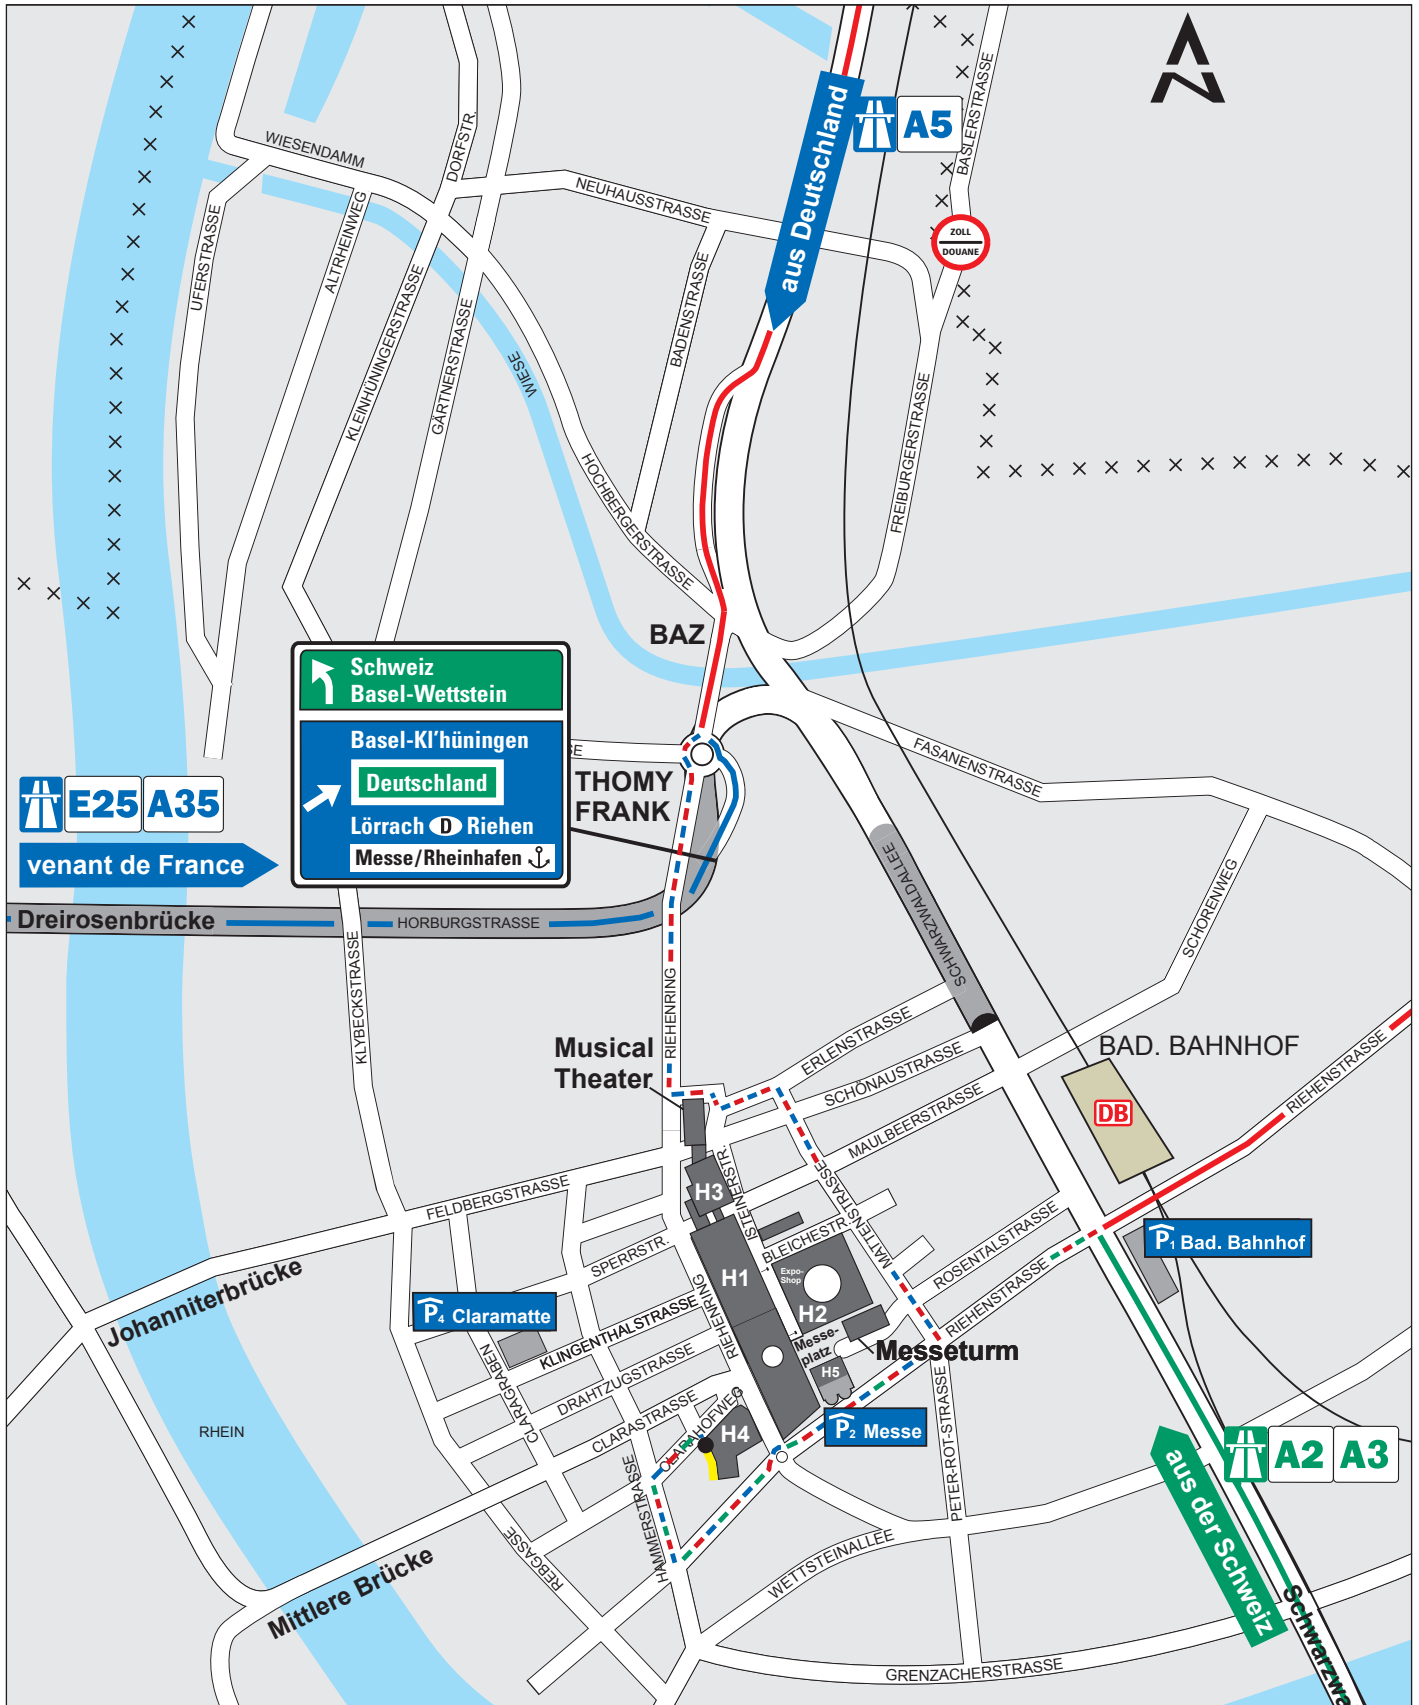 A5
aus Deutschland
BASLERSTRASSE
ZOLL
DOUANE
WIESENDAMM
DORFSTR.
NEUHAUSSTRASSE
UFERSTRASSE
ALTRHEINWEG
KLEINHÜNINGERSTRASSE
GÄRTNERSTRASSE
BADENSTRASSE
WIESE
HOCHBERGERSTRASSE
FREIBURGERSTRASSE
BAZ
Schweiz
Basel-Wettstein
Basel-Kl'hüningen
Deutschland
Lörrach D Riehen
Messe/Rheinhafen
SE
THOMY
FRANK
FASANENSTRASSE
E25 A35
venant de France
Dreirosenbrücke
HORBURGSTRASSE
SCHWARZWALDALLEE
SCHORENWEG
KLYBECKSTRASSE
RIEHENRING
Musical
Theater
ERLENSTRASSE
SCHÖNAUSTRASSE
MAULBEERSTRASSE
BAD. BAHNHOF
DB
RIEHENSTRASSE
FELDBERGSTRASSE
H3
ISTEINERSTR.
MATTENSTRASSE
BLEICHESTR.
SPERRSTR.
ROSENTALSTRASSE
P1 Bad. Bahnhof
Johanniterbrücke
H1
Expo-
Shop
H2
P4 Claramatte
RIEHENRING
KLINGENTHALSTRASSE
RIEHENSTRASSE
Messe-
platz
Messeturm
H5
CLARAGRABEN
DRAHTZUGSTRASSE
CLARASTRASSE
CLARAHOFWEG
H4
P2 Messe
PETER-ROT-STRASSE
RHEIN
A2 A3
aus der Schweiz
HAMMERSTRASSE
REBGASSE
WETTSTEINALLEE
Mittlere Brücke
GRENZACHERSTRASSE
Schwarzwa